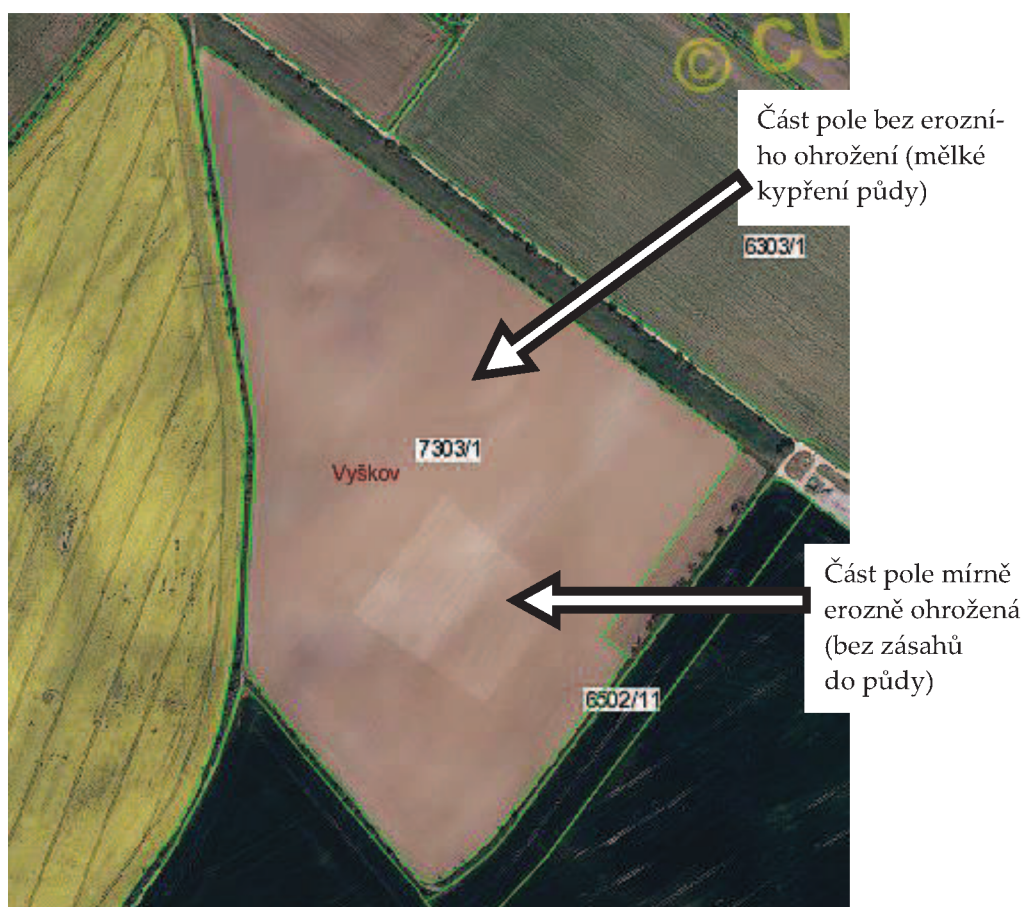 © CU
Část pole bez erozní-
ho ohrožení (mělké
kypření půdy)
6303/1
7303/1
Vyškov
Část pole mírně
erozně ohrožená
(bez zásahů
do půdy)
6502/11